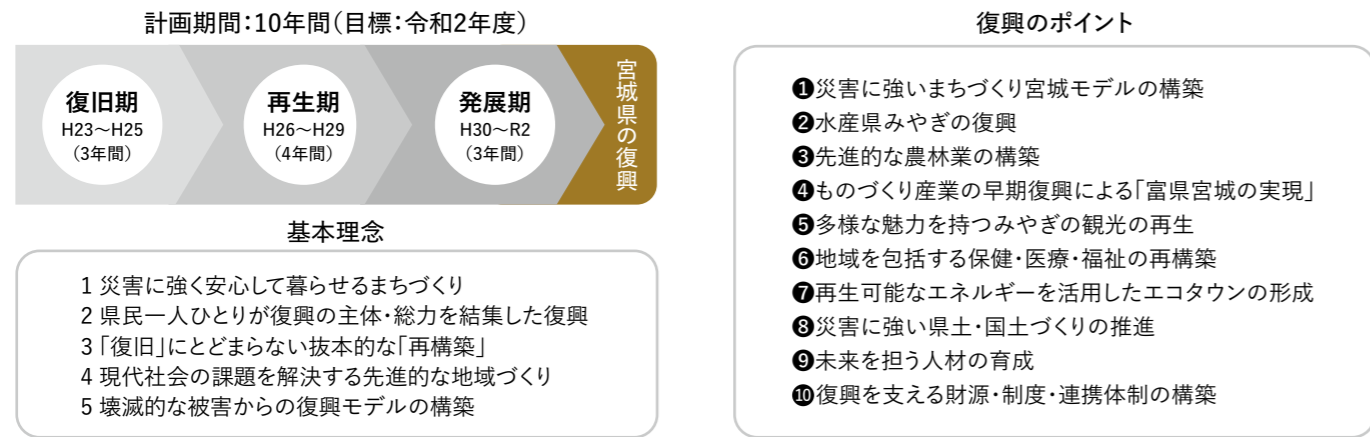 計画期間：10年間（目標：令和2年度）
復旧期
H23～H25
（3年間）
再生期
H26～H29
（4年間）
発展期
H30～R2
（3年間）
宮城県の復興
基本理念
1 災害に強く安心して暮らせるまちづくり
2 県民一人ひとりが復興の主体・総力を結集した復興
3 「復旧」にとどまらない抜本的な「再構築」
4 現代社会の課題を解決する先進的な地域づくり
5 壊滅的な被害からの復興モデルの構築
復興のポイント
❶災害に強いまちづくり宮城モデルの構築
❷水産県みやぎの復興
❸先進的な農林業の構築
❹ものづくり産業の早期復興による「富県宮城の実現」
❺多様な魅力を持つみやぎの観光の再生
❻地域を包括する保健・医療・福祉の再構築
❼再生可能なエネルギーを活用したエコタウンの形成
❽災害に強い県土・国土づくりの推進
❾未来を担う人材の育成
❿復興を支える財源・制度・連携体制の構築